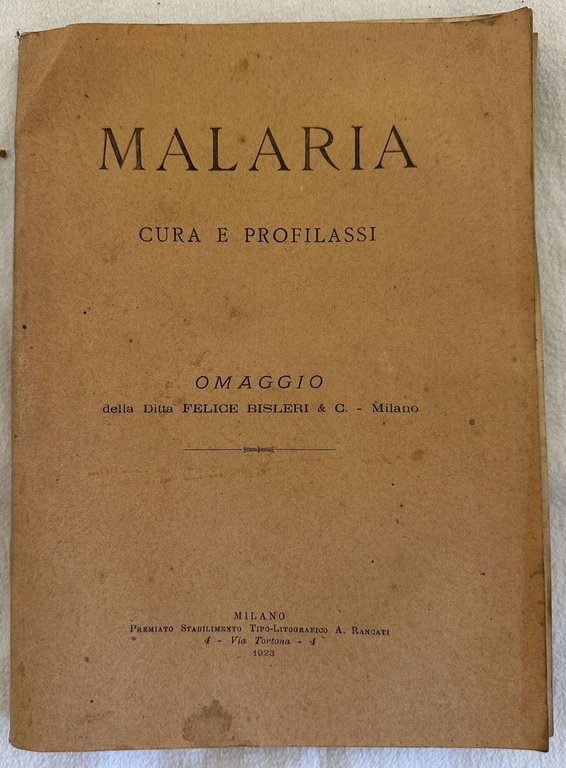 MALARIA
CURA E PROFILASSI
OMAGGIO
della Ditta FELICE BISLERI & C. - Milano
MILANO
PREMIATO STABILIMENTO TIPO-LITOGRAFICO A. RANCATI
4 - Via Tortona - 4
1923